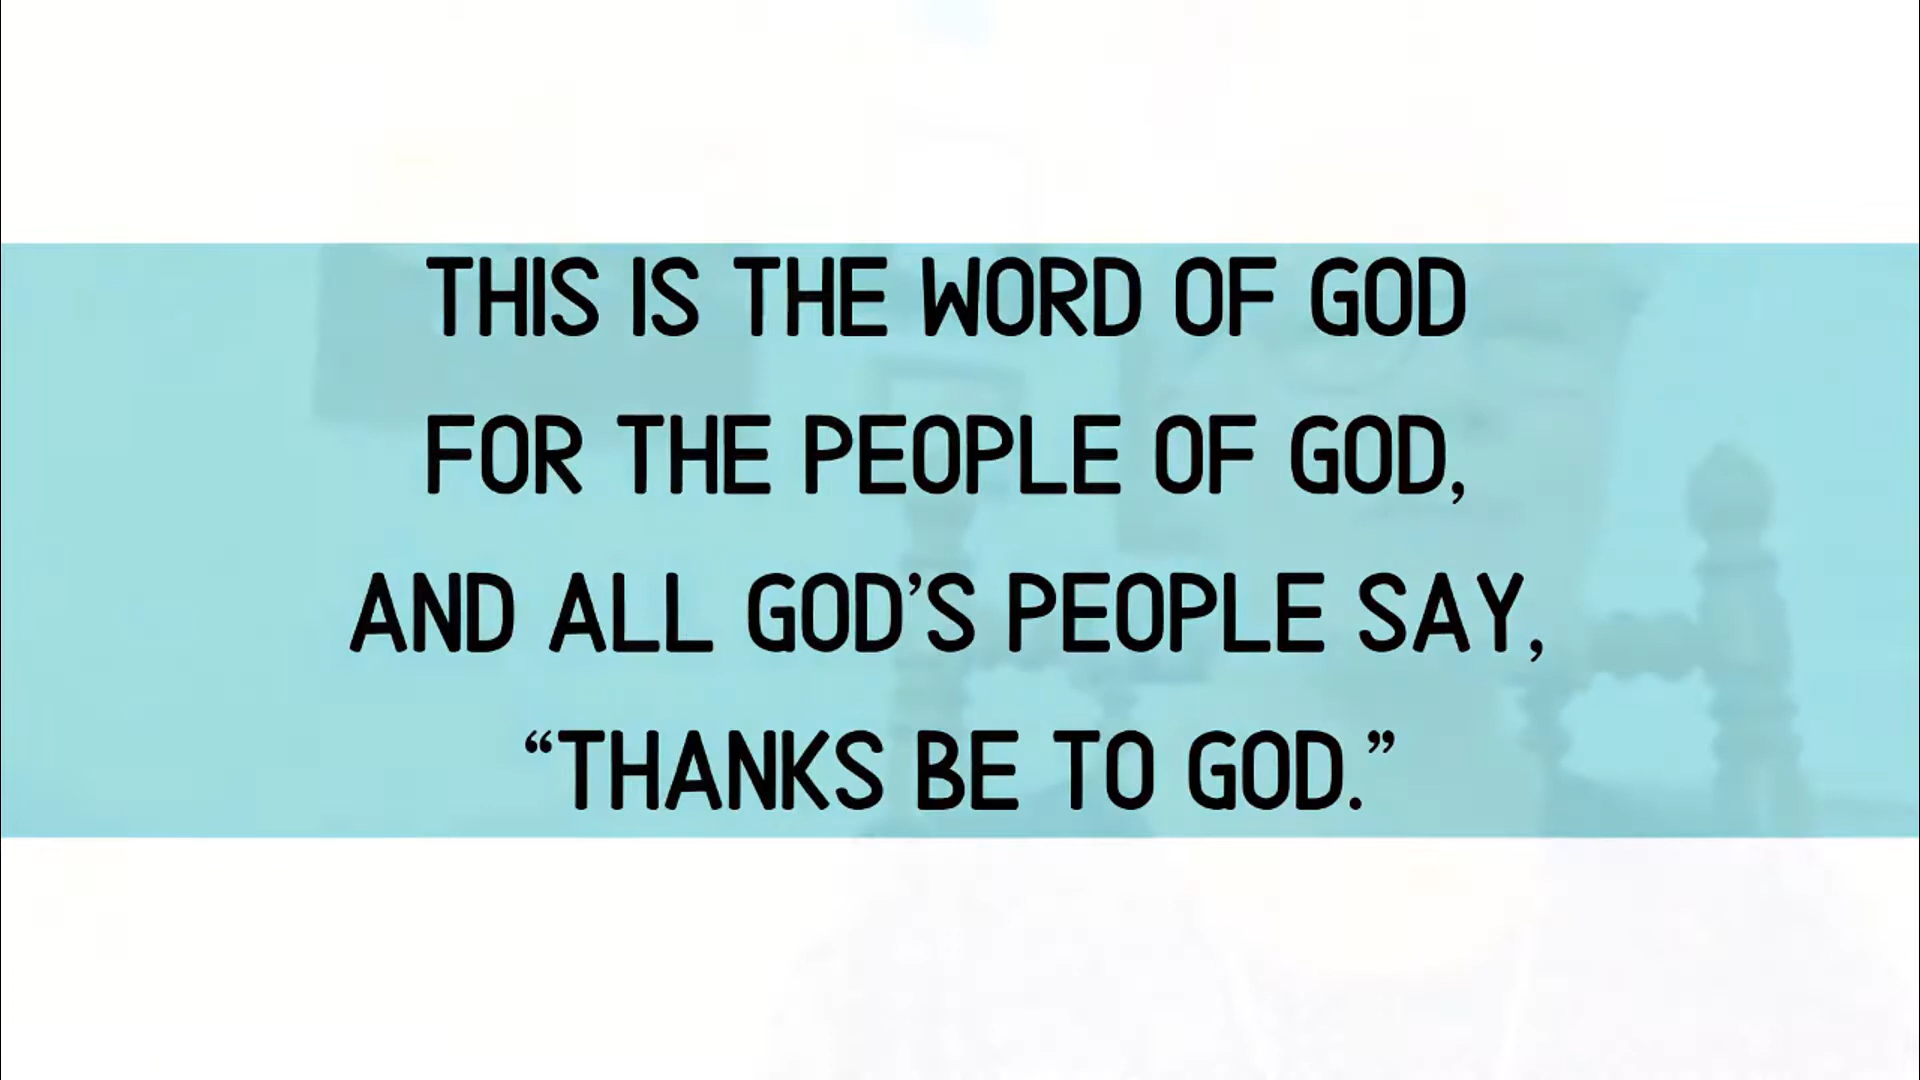 THIS IS THE WORD OF GOD
FOR THE PEOPLE OF GOD,
AND ALL GOD’S PEOPLE SAY,
“THANKS BE TO GOD.”